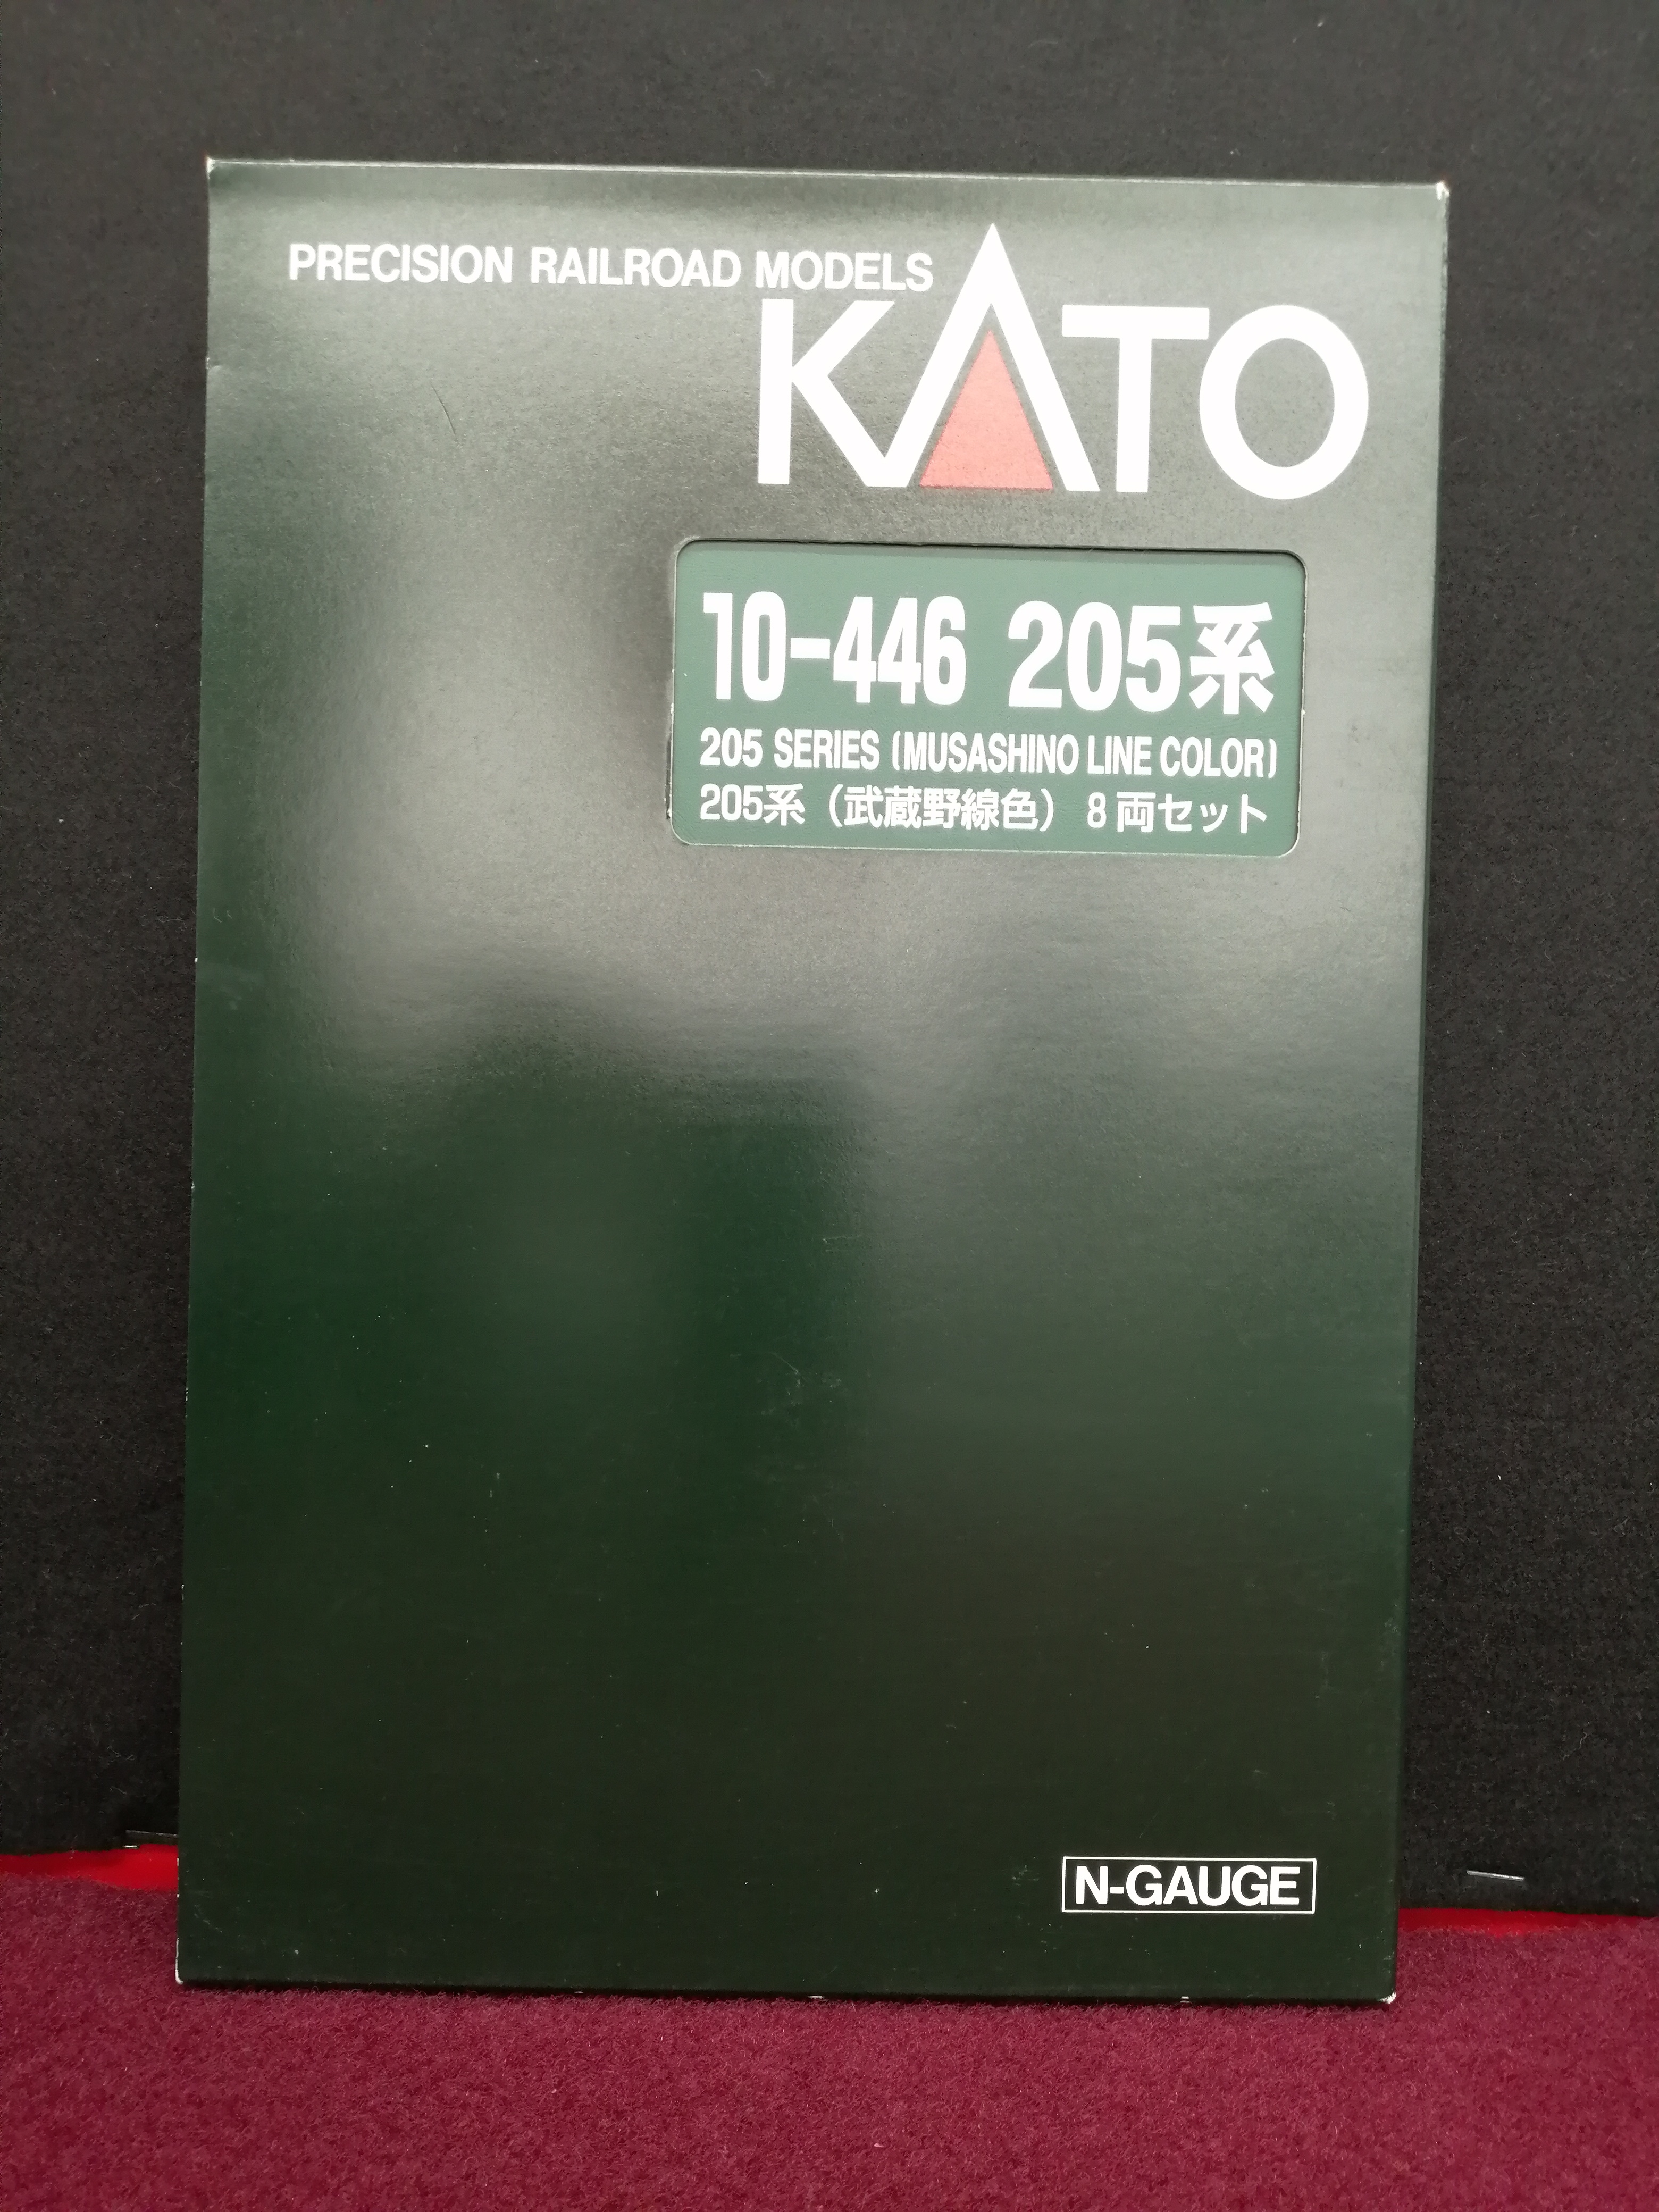 PRECISION RAILROAD MODELS
KATO
10-446 205系
205 SERIES (MUSASHINO LINE COLOR)
205系（武蔵野線色） 8両セット
N-GAUGE